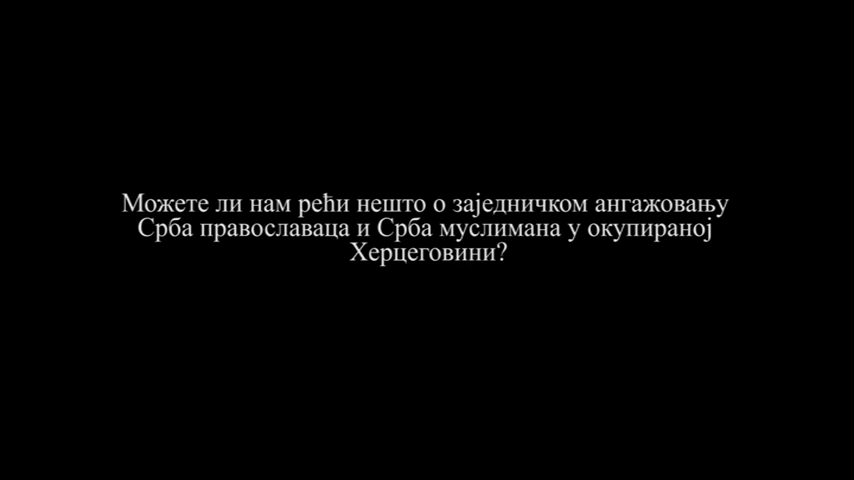 Можете ли нам рећи нешто о заједничком ангажовању
Срба православаца и Срба муслимана у окупираној
Херцеговини?